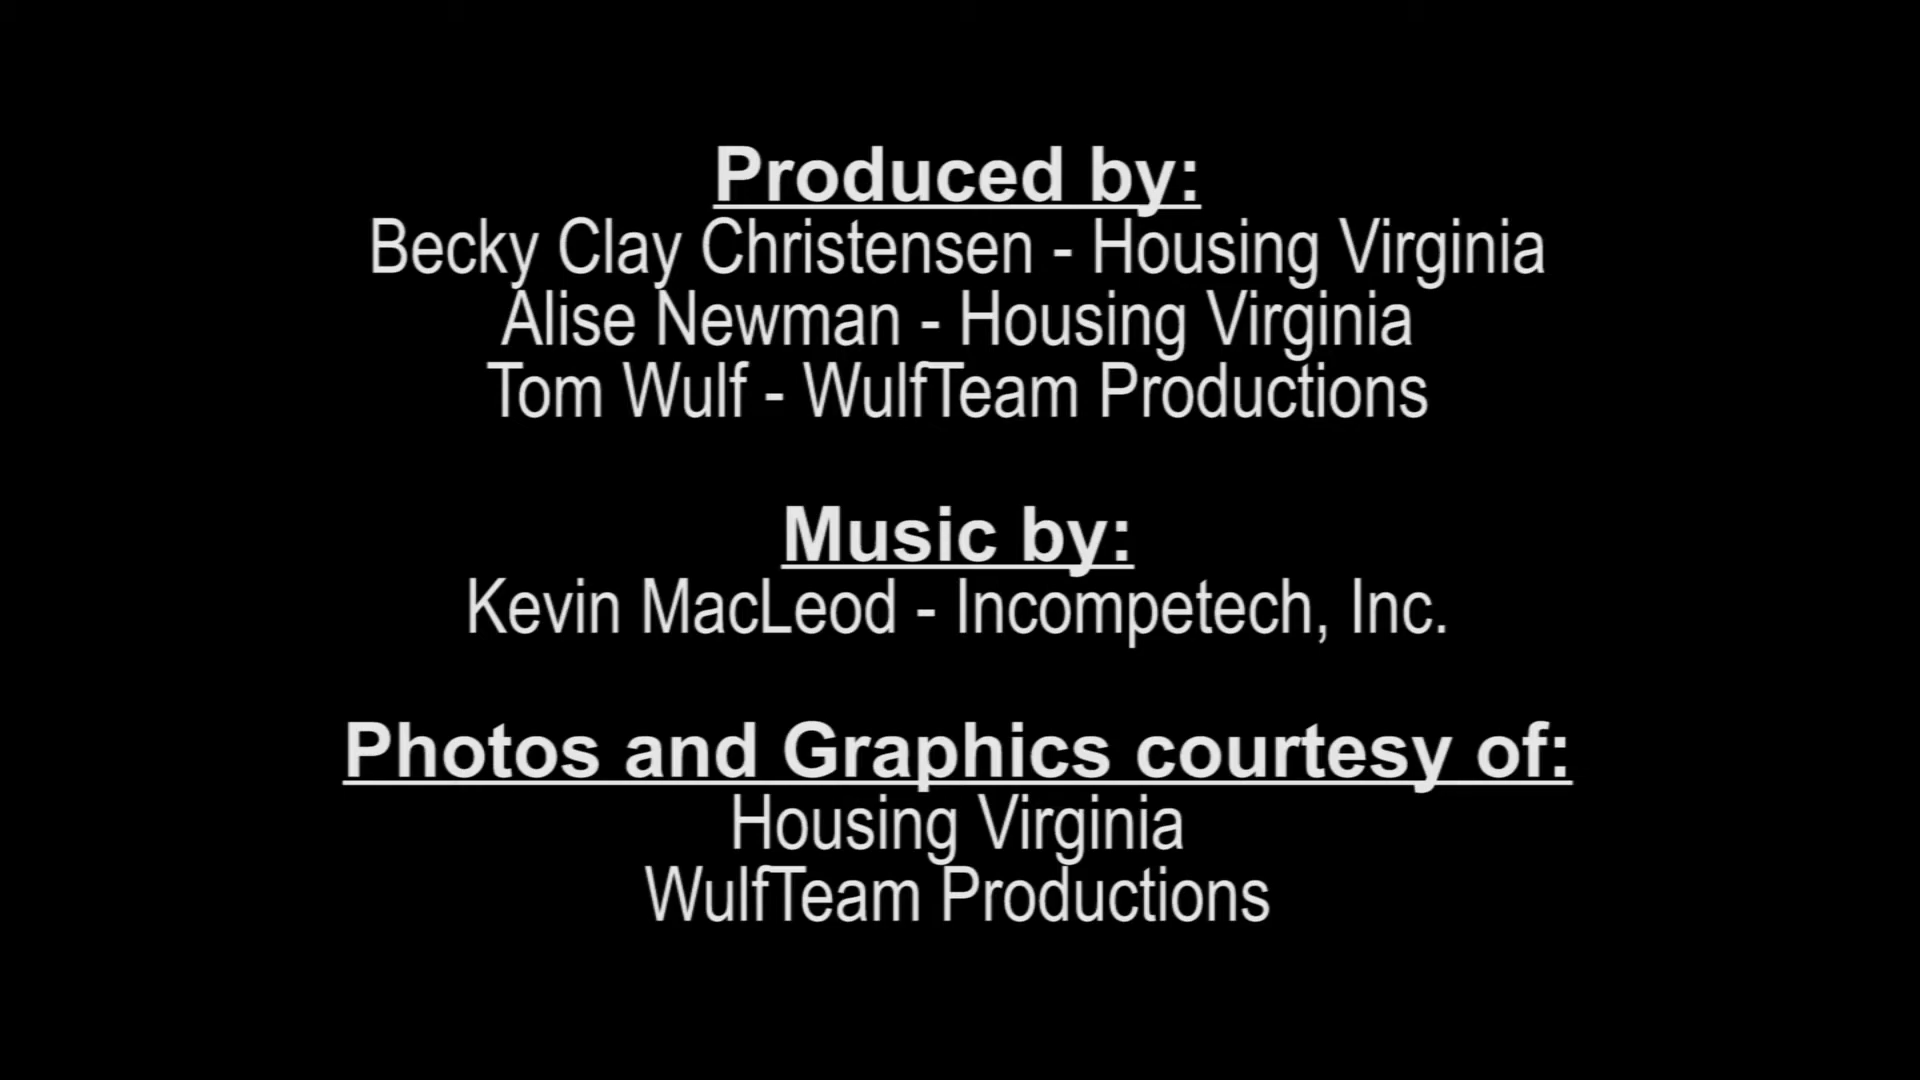 Produced by:
Becky Clay Christensen - Housing Virginia
Alise Newman - Housing Virginia
Tom Wulf - WulfTeam Productions
Music by:
Kevin MacLeod - Incompetech, Inc.
Photos and Graphics courtesy of:
Housing Virginia
WulfTeam Productions